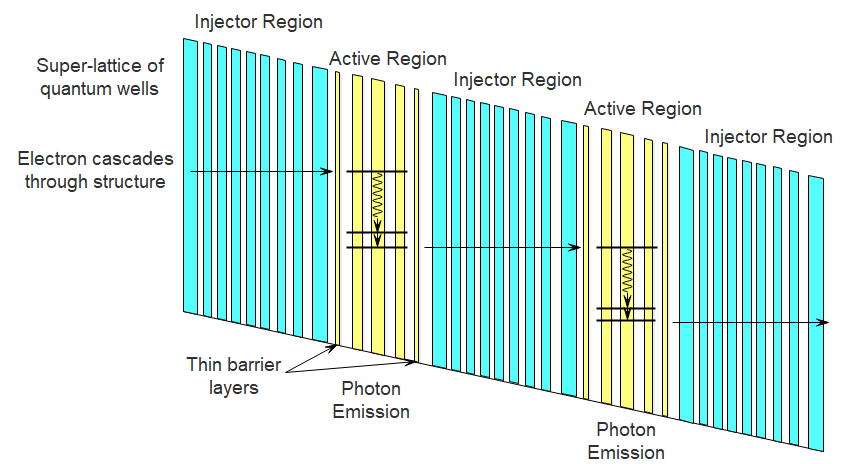 Injector Region
Active Region
Super-lattice of
quantum wells
Injector Region
Active Region
Injector Region
Electron cascades
through structure
Thin barrier
layers
Photon
Emission
Photon
Emission